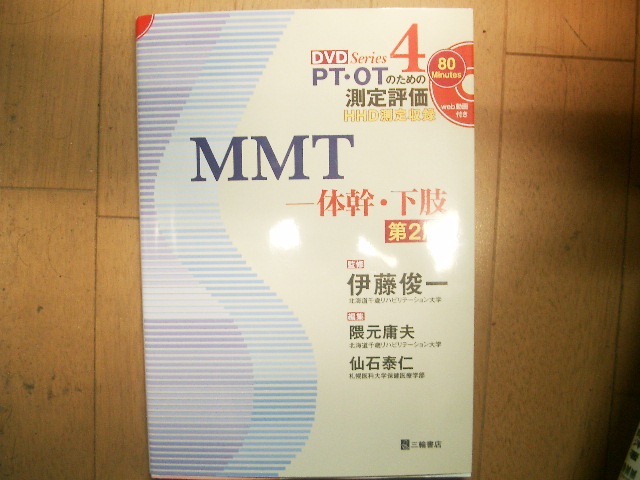 DVD Series 4
PT・OTのための
測定評価
HHD測定収録
80
Minutes
web動画
付き
MMT
―体幹・下肢
第2
監修
伊藤俊一
北海道千歳リハビリテーション大学
編集
隈元庸夫
北海道千歳リハビリテーション大学
仙石泰仁
札幌医科大学保健医療学部
三輪書店